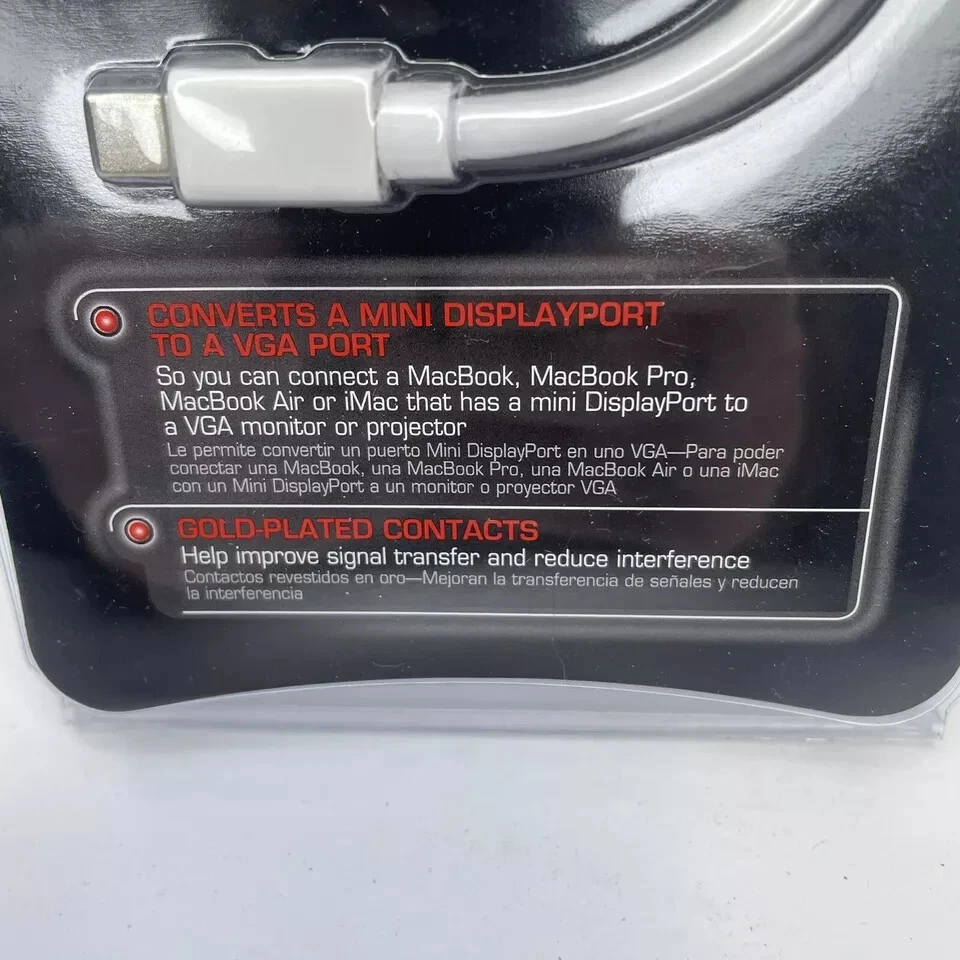 CONVERTS A MINI DISPLAYPORT
TO A VGA PORT
So you can connect a MacBook, MacBook Pro,
MacBook Air or iMac that has a mini DisplayPort to
a VGA monitor or projector
Le permite convertir un puerto Mini DisplayPort en uno VGA—Para poder
conectar una MacBook, una MacBook Pro, una MacBook Air o una iMac
con un Mini DisplayPort a un monitor o proyector VGA
GOLD-PLATED CONTACTS
Help improve signal transfer and reduce interference
Contactos revestidos en oro—Mejoran la transferencia de señales y reducen
la interferencia